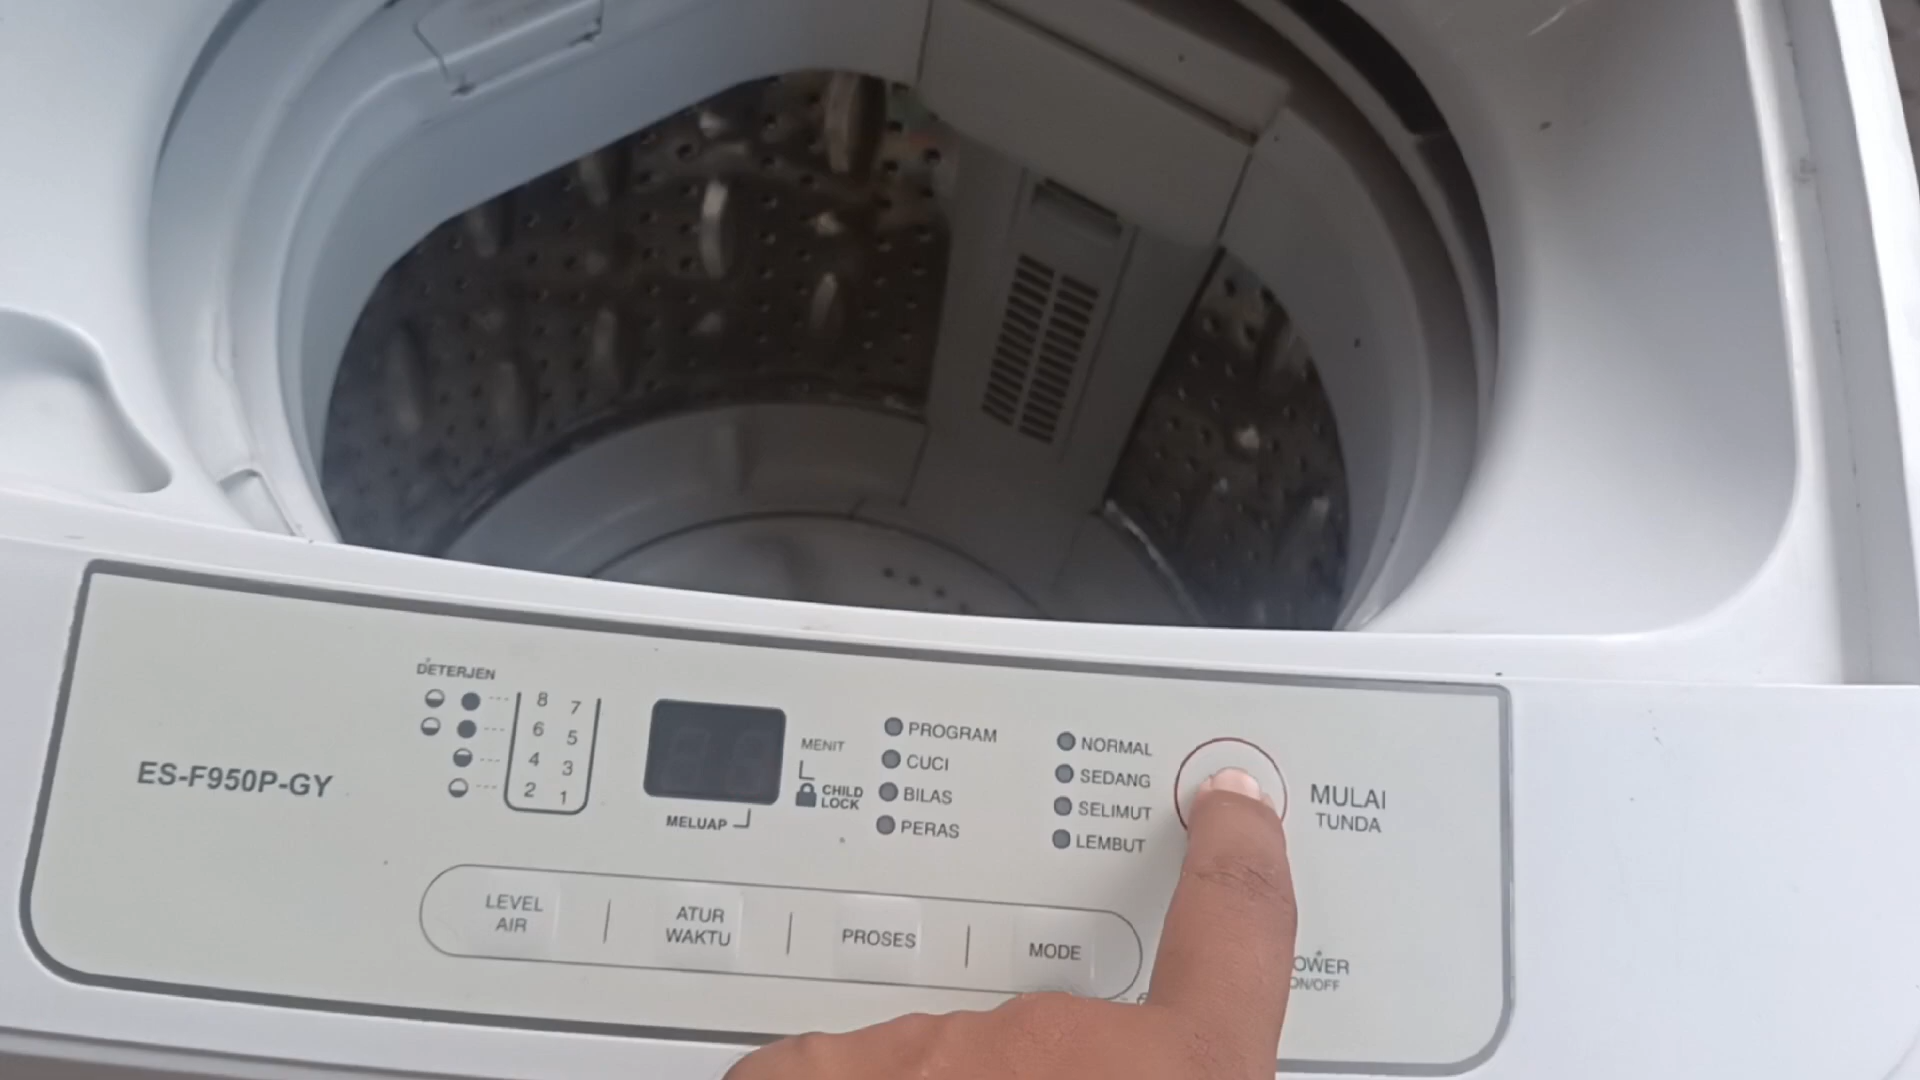 DETERJEN
8 7
6 5
4 3
2 1
ES-F950P-GY
MENIT
CHILD
LOCK
MELUAP
PROGRAM
CUCI
BILAS
PERAS
NORMAL
SEDANG
SELIMUT
LEMBUT
MULAI
TUNDA
LEVEL
AIR
ATUR
WAKTU
PROSES
MODE
OWER
ON/OFF